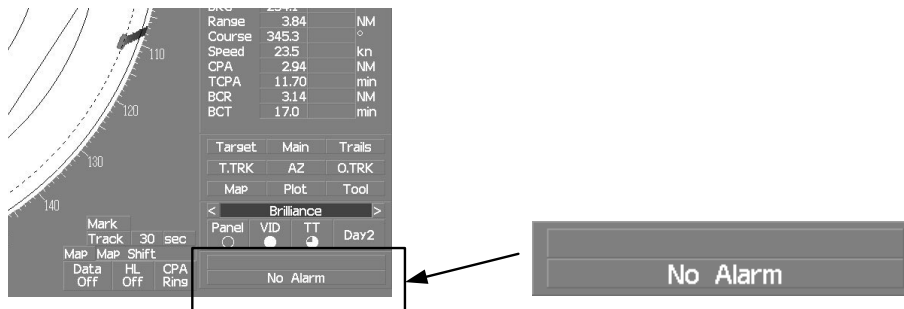 BRG 234.1
Range 3.84 NM
Course 345.3 °
Speed 23.5 kn
CPA 2.94 NM
TCPA 11.70 min
BCR 3.14 NM
BCT 17.0 min
110
120
130
140
Target Main Trails
T.TRK AZ O.TRK
Map Plot Tool
< Brilliance >
Panel VID TT Day2
Mark
Track 30 sec
Map Map Shift
Data Off HL Off CPA Ring
No Alarm
No Alarm